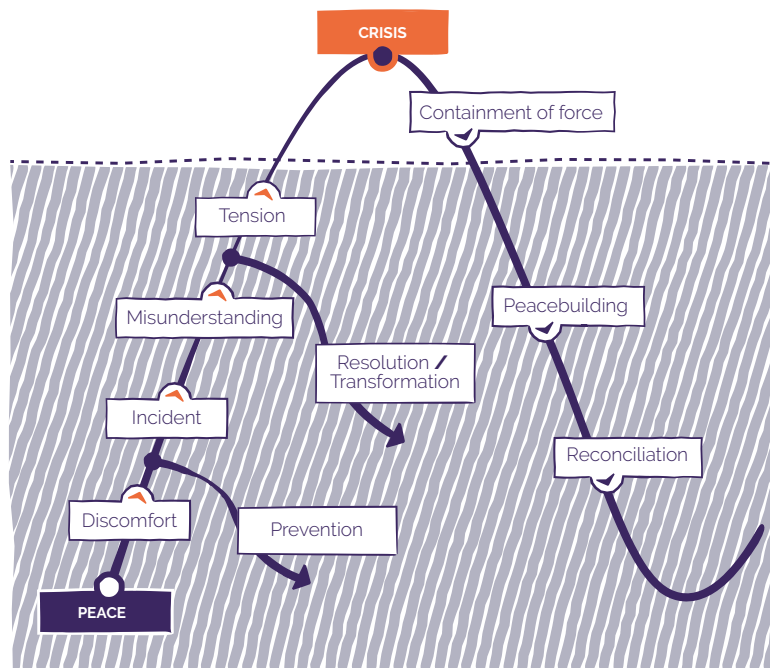 CRISIS
Containment of force
Tension
Misunderstanding
Peacebuilding
Resolution /
Transformation
Incident
Reconciliation
Discomfort
Prevention
PEACE